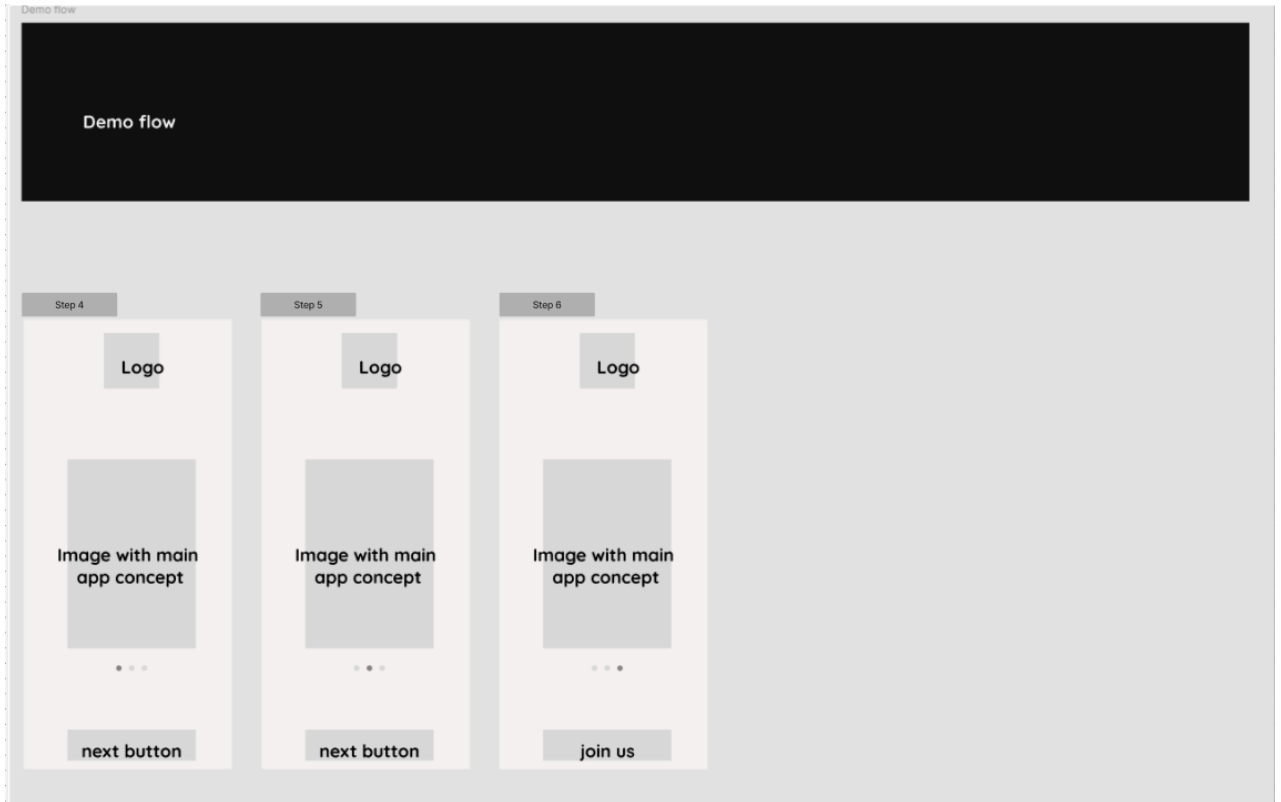 Demo flow
Demo flow
Step 4
Step 5
Step 6
Logo
Logo
Logo
Image with main
app concept
Image with main
app concept
Image with main
app concept
next button
next button
join us